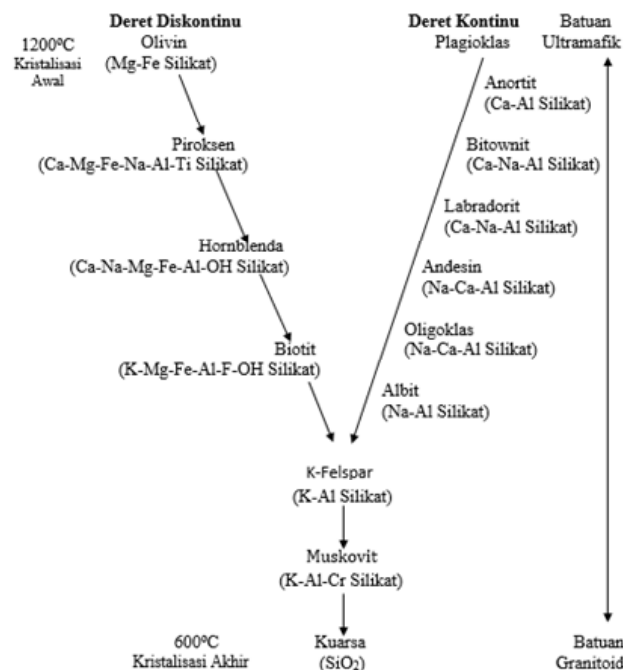 Deret Diskontinu
Olivin
(Mg-Fe Silikat)
1200ºC
Kristalisasi
Awal
Piroksen
(Ca-Mg-Fe-Na-Al-Ti Silikat)
Hornblenda
(Ca-Na-Mg-Fe-Al-OH Silikat)
Biotit
(K-Mg-Fe-Al-F-OH Silikat)
Deret Kontinu
Plagioklas
Anortit
(Ca-Al Silikat)
Bitownit
(Ca-Na-Al Silikat)
Labradorit
(Ca-Na-Al Silikat)
Andesin
(Na-Ca-Al Silikat)
Oligoklas
(Na-Ca-Al Silikat)
Albit
(Na-Al Silikat)
Batuan
Ultramafik
K-Felspar
(K-Al Silikat)
Muskovit
(K-Al-Cr Silikat)
600ºC
Kristalisasi Akhir
Kuarsa
(SiO₂)
Batuan
Granitoid